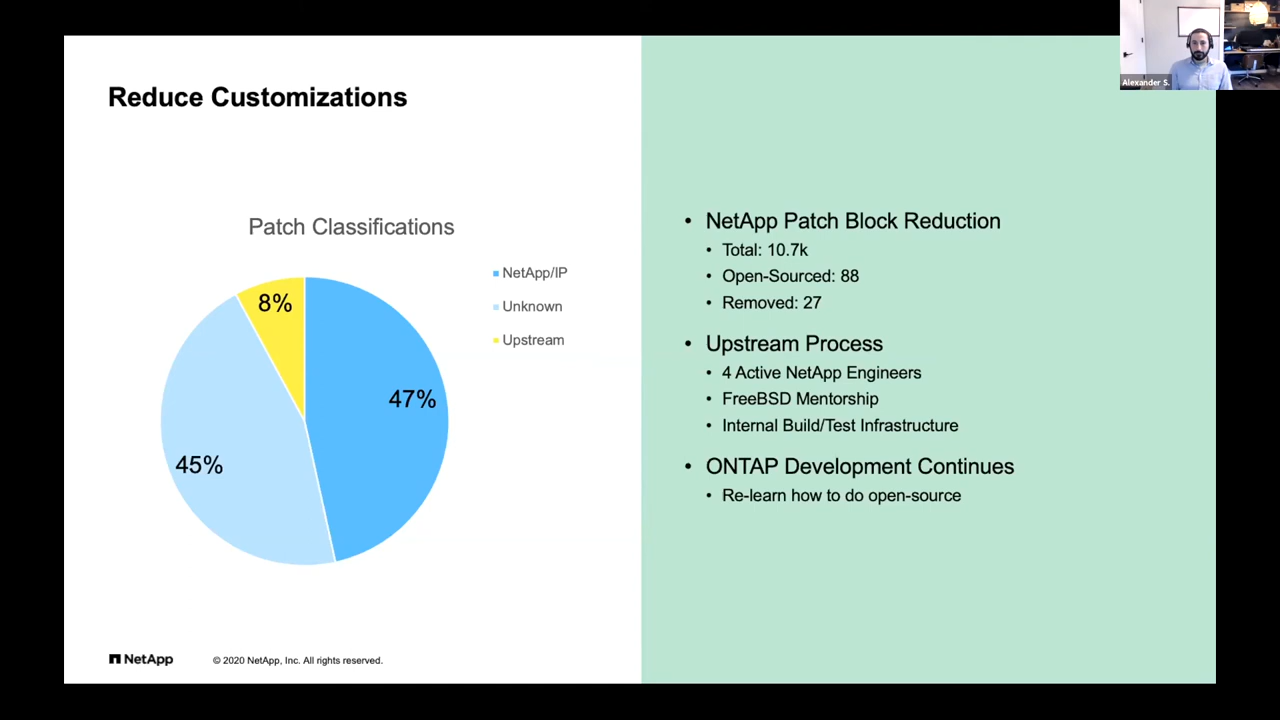 Reduce Customizations
Patch Classifications
NetApp/IP
Unknown
Upstream
8%
47%
45%
• NetApp Patch Block Reduction
• Total: 10.7k
• Open-Sourced: 88
• Removed: 27
• Upstream Process
• 4 Active NetApp Engineers
• FreeBSD Mentorship
• Internal Build/Test Infrastructure
• ONTAP Development Continues
• Re-learn how to do open-source
NetApp
© 2020 NetApp, Inc. All rights reserved.
Alexander S.